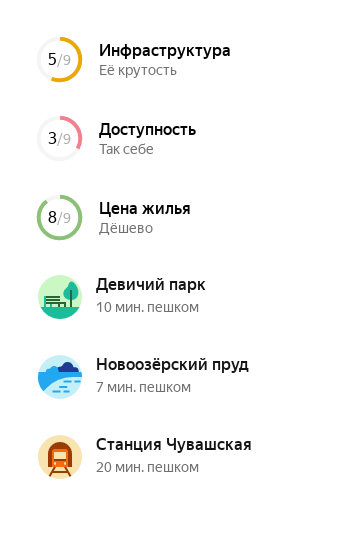 5/9
Инфраструктура
Её крутость
3/9
Доступность
Так себе
8/9
Цена жилья
Дёшево
Девичий парк
10 мин. пешком
Новоозёрский пруд
7 мин. пешком
Станция Чувашская
20 мин. пешком